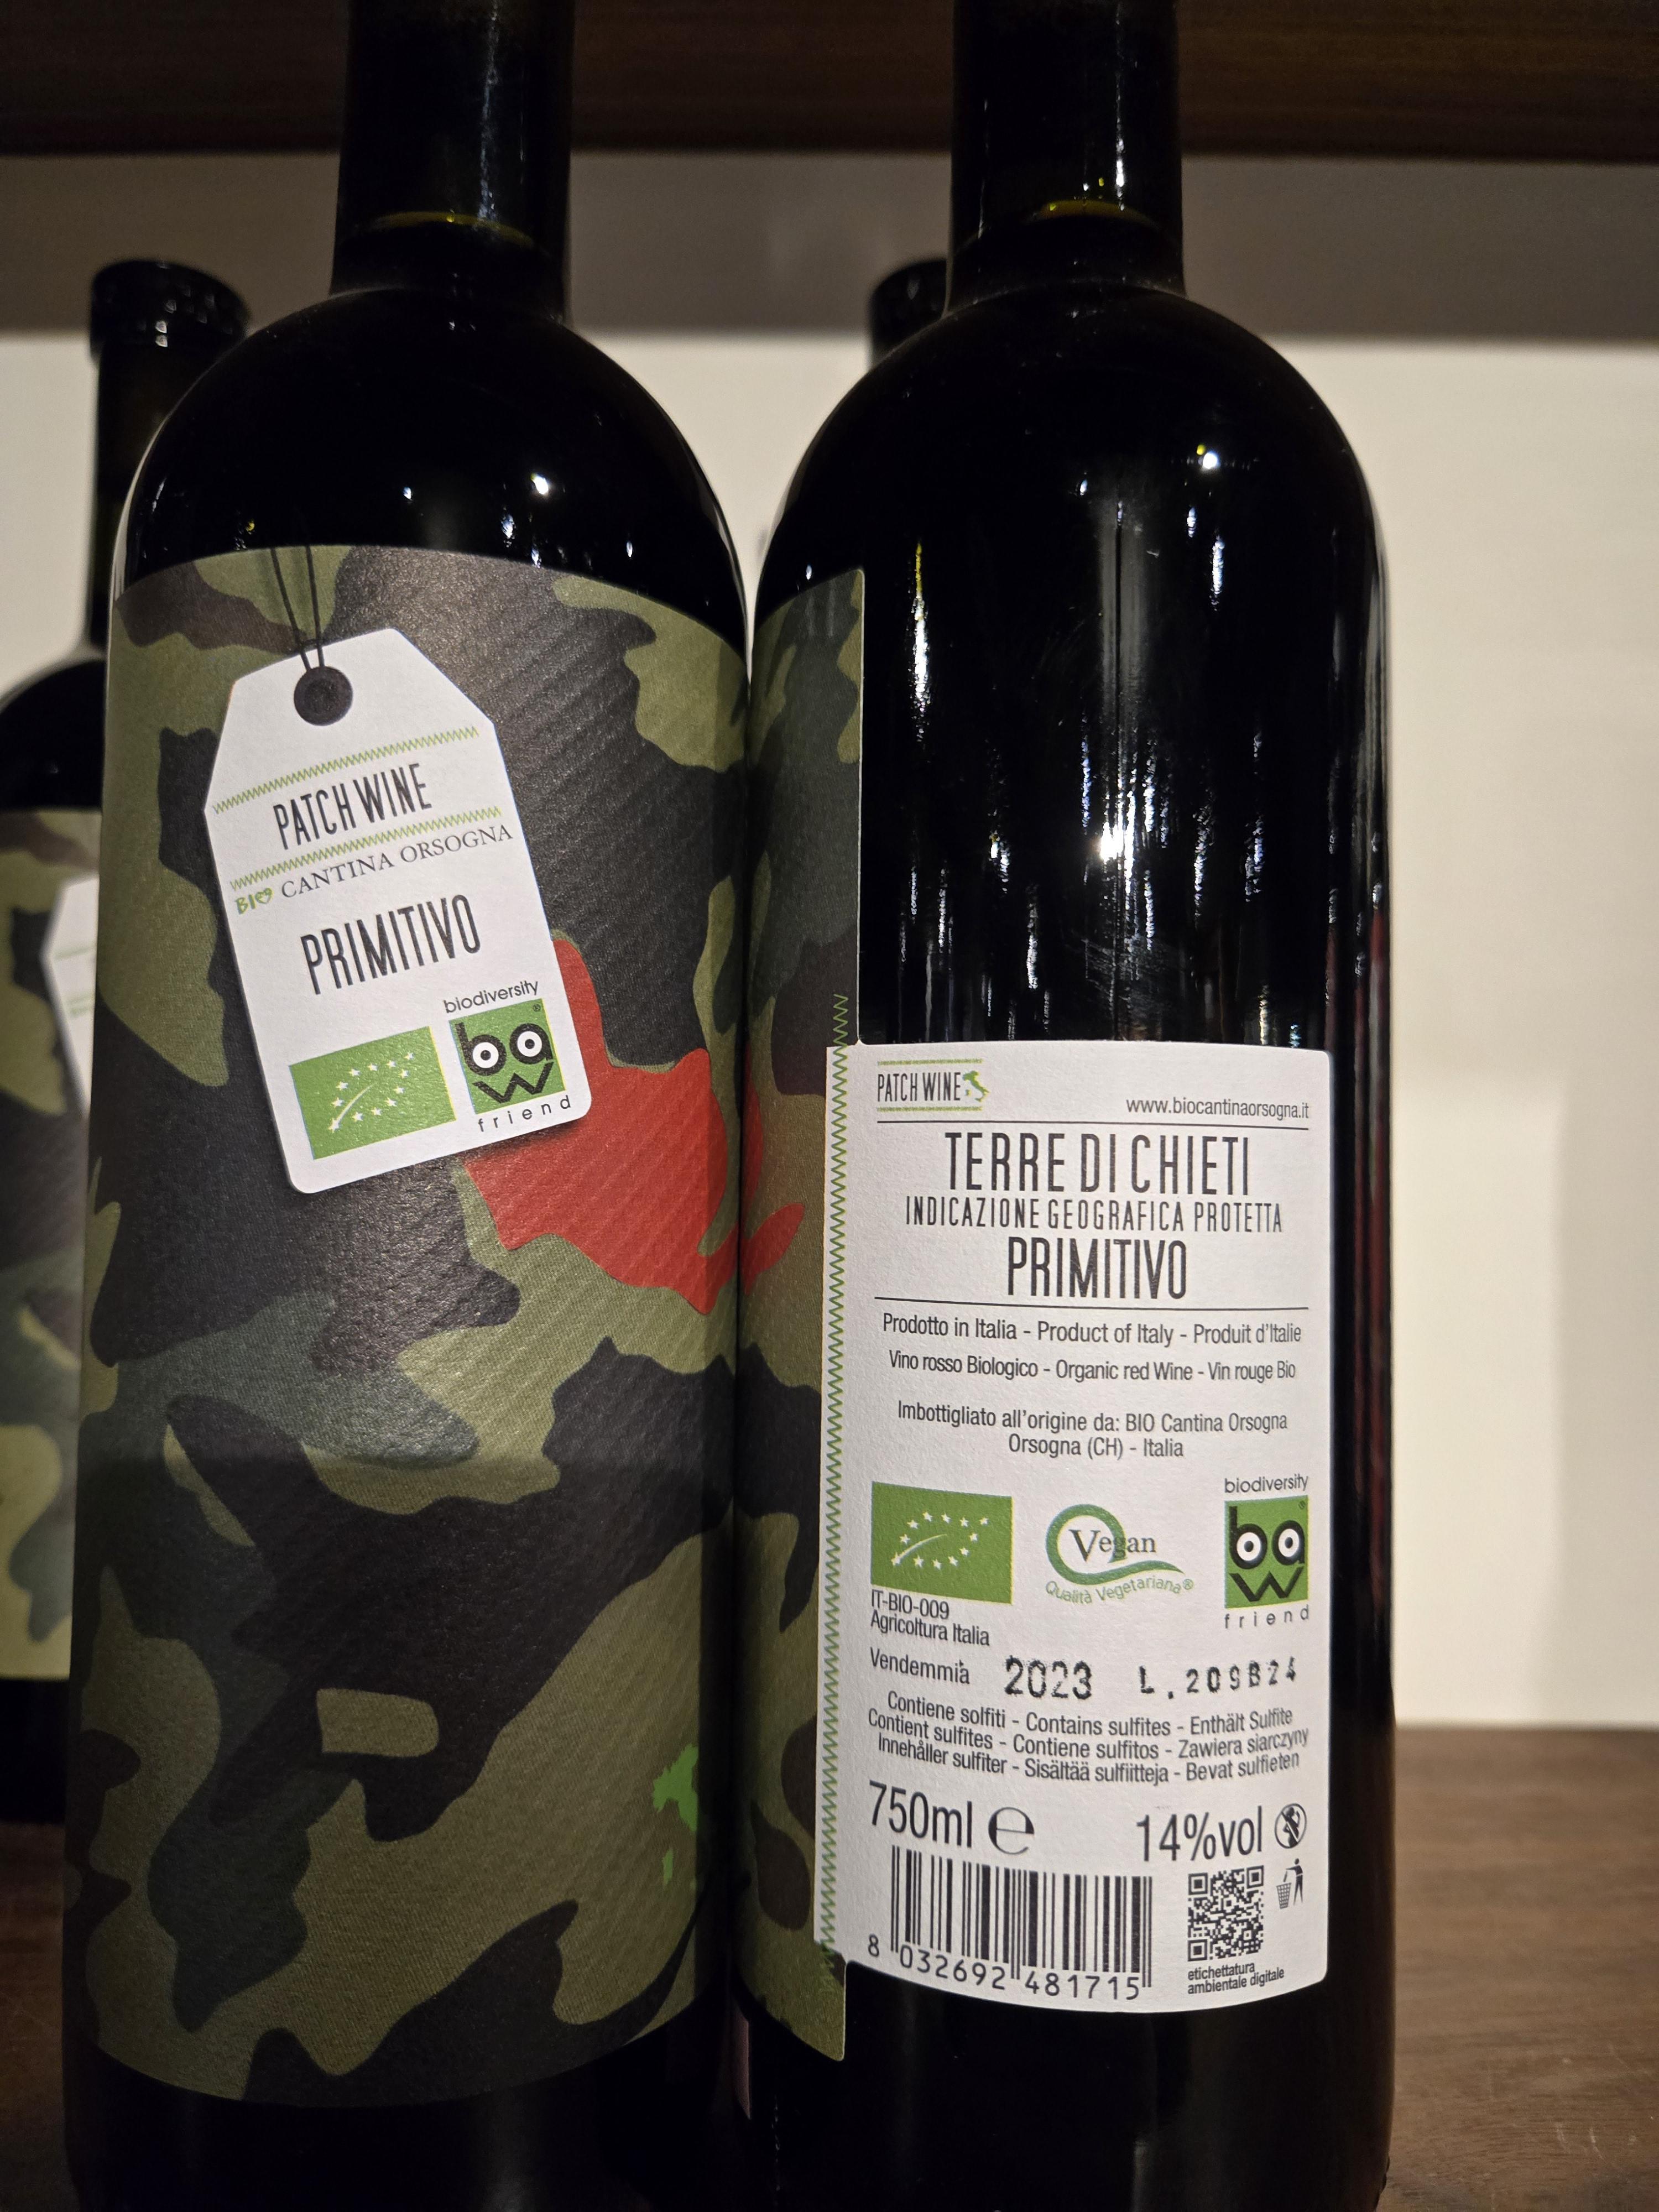 PATCH WINE
BIO CANTINA ORSOGNA
PRIMITIVO
biodiversity
ba
w
®
friend
PATCH WINE
www.biocantinaorsogna.it
TERRE DI CHIETI
INDICAZIONE GEOGRAFICA PROTETTA
PRIMITIVO
Prodotto in Italia - Product of Italy - Produit d'Italie
Vino rosso Biologico - Organic red Wine - Vin rouge Bio
Imbottigliato all'origine da: BIO Cantina Orsogna
Orsogna (CH) - Italia
biodiversity
ba
w
®
friend
Vegan
Qualità Vegetariana®
IT-BIO-009
Agricoltura Italia
Vendemmia 2023 L.209B24
Contiene solfiti - Contains sulfites - Enthält Sulfite
Contient sulfites - Contiene sulfitos - Zawiera siarczyny
Innehåller sulfiter - Sisältää sulfiitteja - Bevat sulfieten
750ml e 14%vol
8 032692 481715
etichettatura
ambientale digitale